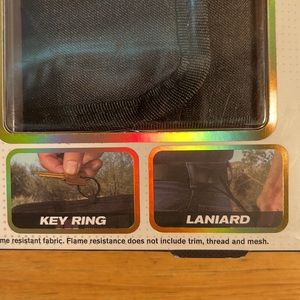 KEY RING
LANIARD
me resistant fabric. Flame resistance does not include trim, thread and mesh.